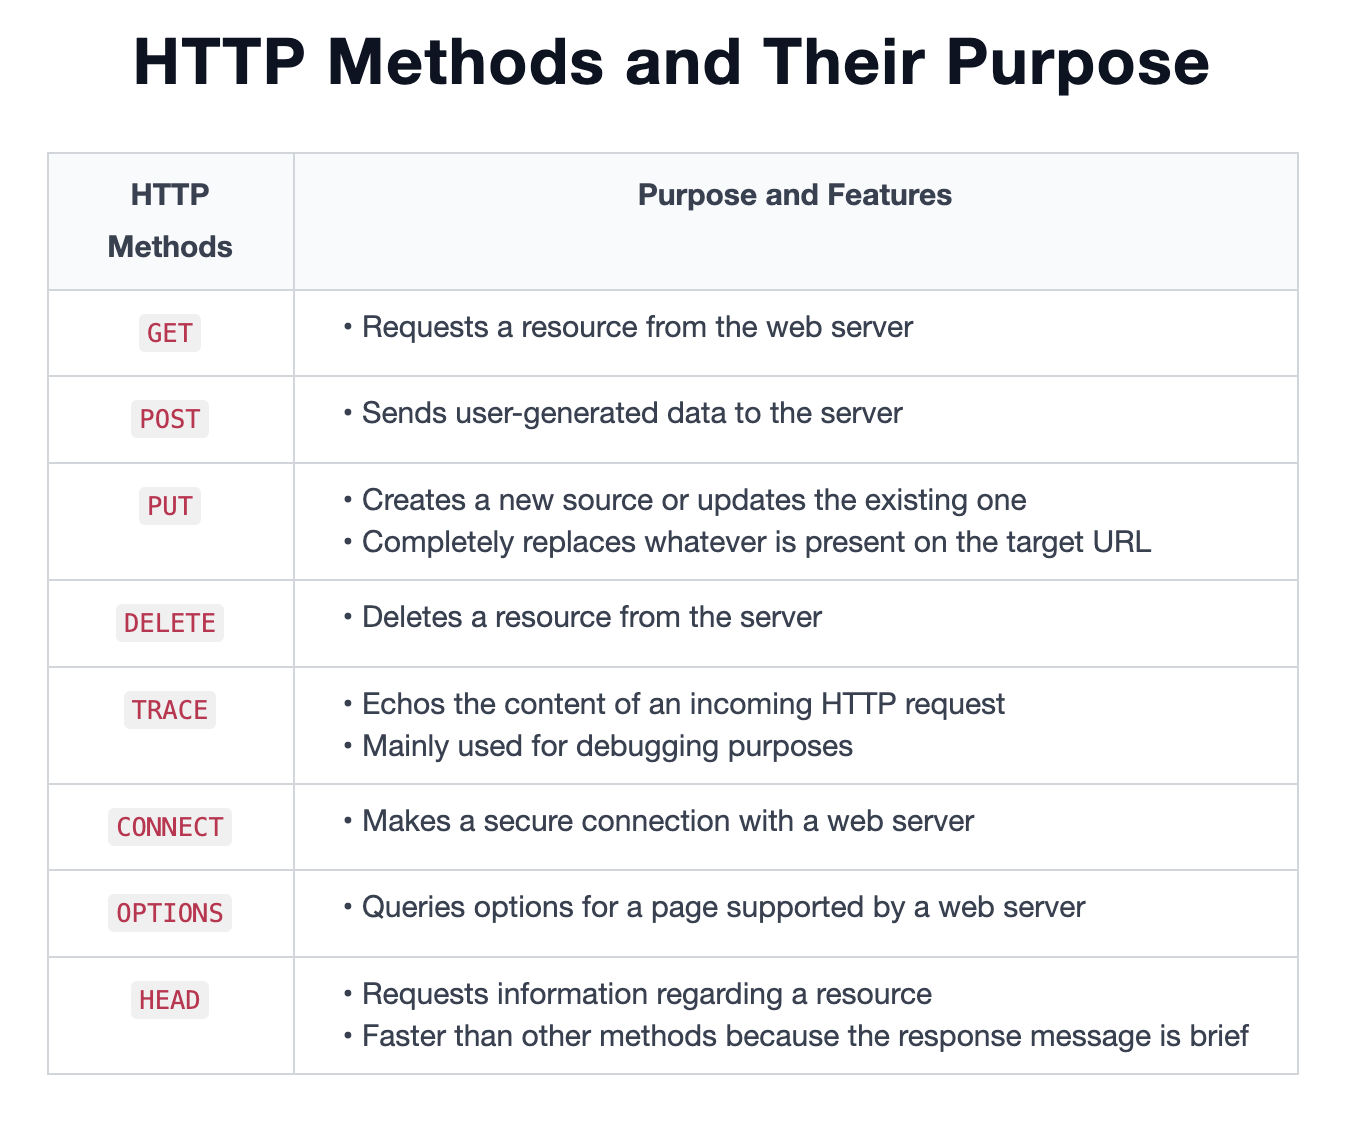 HTTP Methods and Their Purpose
HTTP
Methods
Purpose and Features
GET
• Requests a resource from the web server
POST
• Sends user-generated data to the server
PUT
• Creates a new source or updates the existing one
• Completely replaces whatever is present on the target URL
DELETE
• Deletes a resource from the server
TRACE
• Echos the content of an incoming HTTP request
• Mainly used for debugging purposes
CONNECT
• Makes a secure connection with a web server
OPTIONS
• Queries options for a page supported by a web server
HEAD
• Requests information regarding a resource
• Faster than other methods because the response message is brief